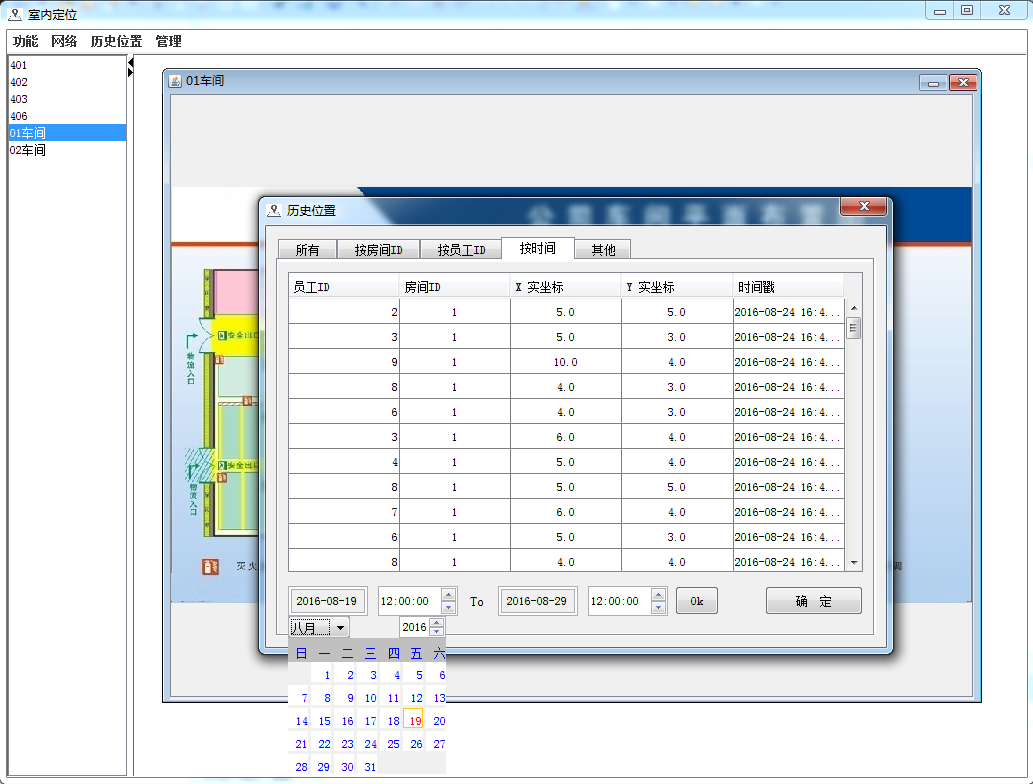 室内定位
功能 网络 历史位置 管理
401
402
403
406
01车间
02车间
01车间
历史位置
所有 按房间ID 按员工ID 按时间 其他
员工ID 房间ID X 实坐标 Y 实坐标 时间戳
2 1 5.0 5.0 2016-08-24 16:4...
3 1 5.0 3.0 2016-08-24 16:4...
9 1 10.0 4.0 2016-08-24 16:4...
8 1 4.0 3.0 2016-08-24 16:4...
6 1 4.0 3.0 2016-08-24 16:4...
3 1 6.0 4.0 2016-08-24 16:4...
4 1 5.0 4.0 2016-08-24 16:4...
8 1 5.0 4.0 2016-08-24 16:4...
7 1 6.0 4.0 2016-08-24 16:4...
6 1 5.0 3.0 2016-08-24 16:4...
8 1 4.0 4.0 2016-08-24 16:4...
2016-08-19 12:00:00 To 2016-08-29 12:00:00 Ok 确 定
八月 2016
日 一 二 三 四 五 六
1 2 3 4 5 6
7 8 9 10 11 12 13
14 15 16 17 18 19 20
21 22 23 24 25 26 27
28 29 30 31
安全出口
物流入口
安全出口
物流入口
灭火